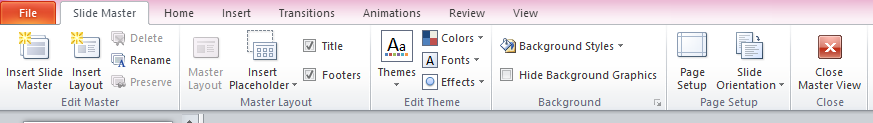 File Slide Master Home Insert Transitions Animations Review View
Insert Slide Master
Insert Layout
Delete
Rename
Preserve
Edit Master
Master Layout
Insert Placeholder
Title
Footers
Master Layout
Aa
Themes
Colors
A Fonts
Effects
Edit Theme
Background Styles
Hide Background Graphics
Background
Page Setup
Slide Orientation
Page Setup
Close Master View
Close